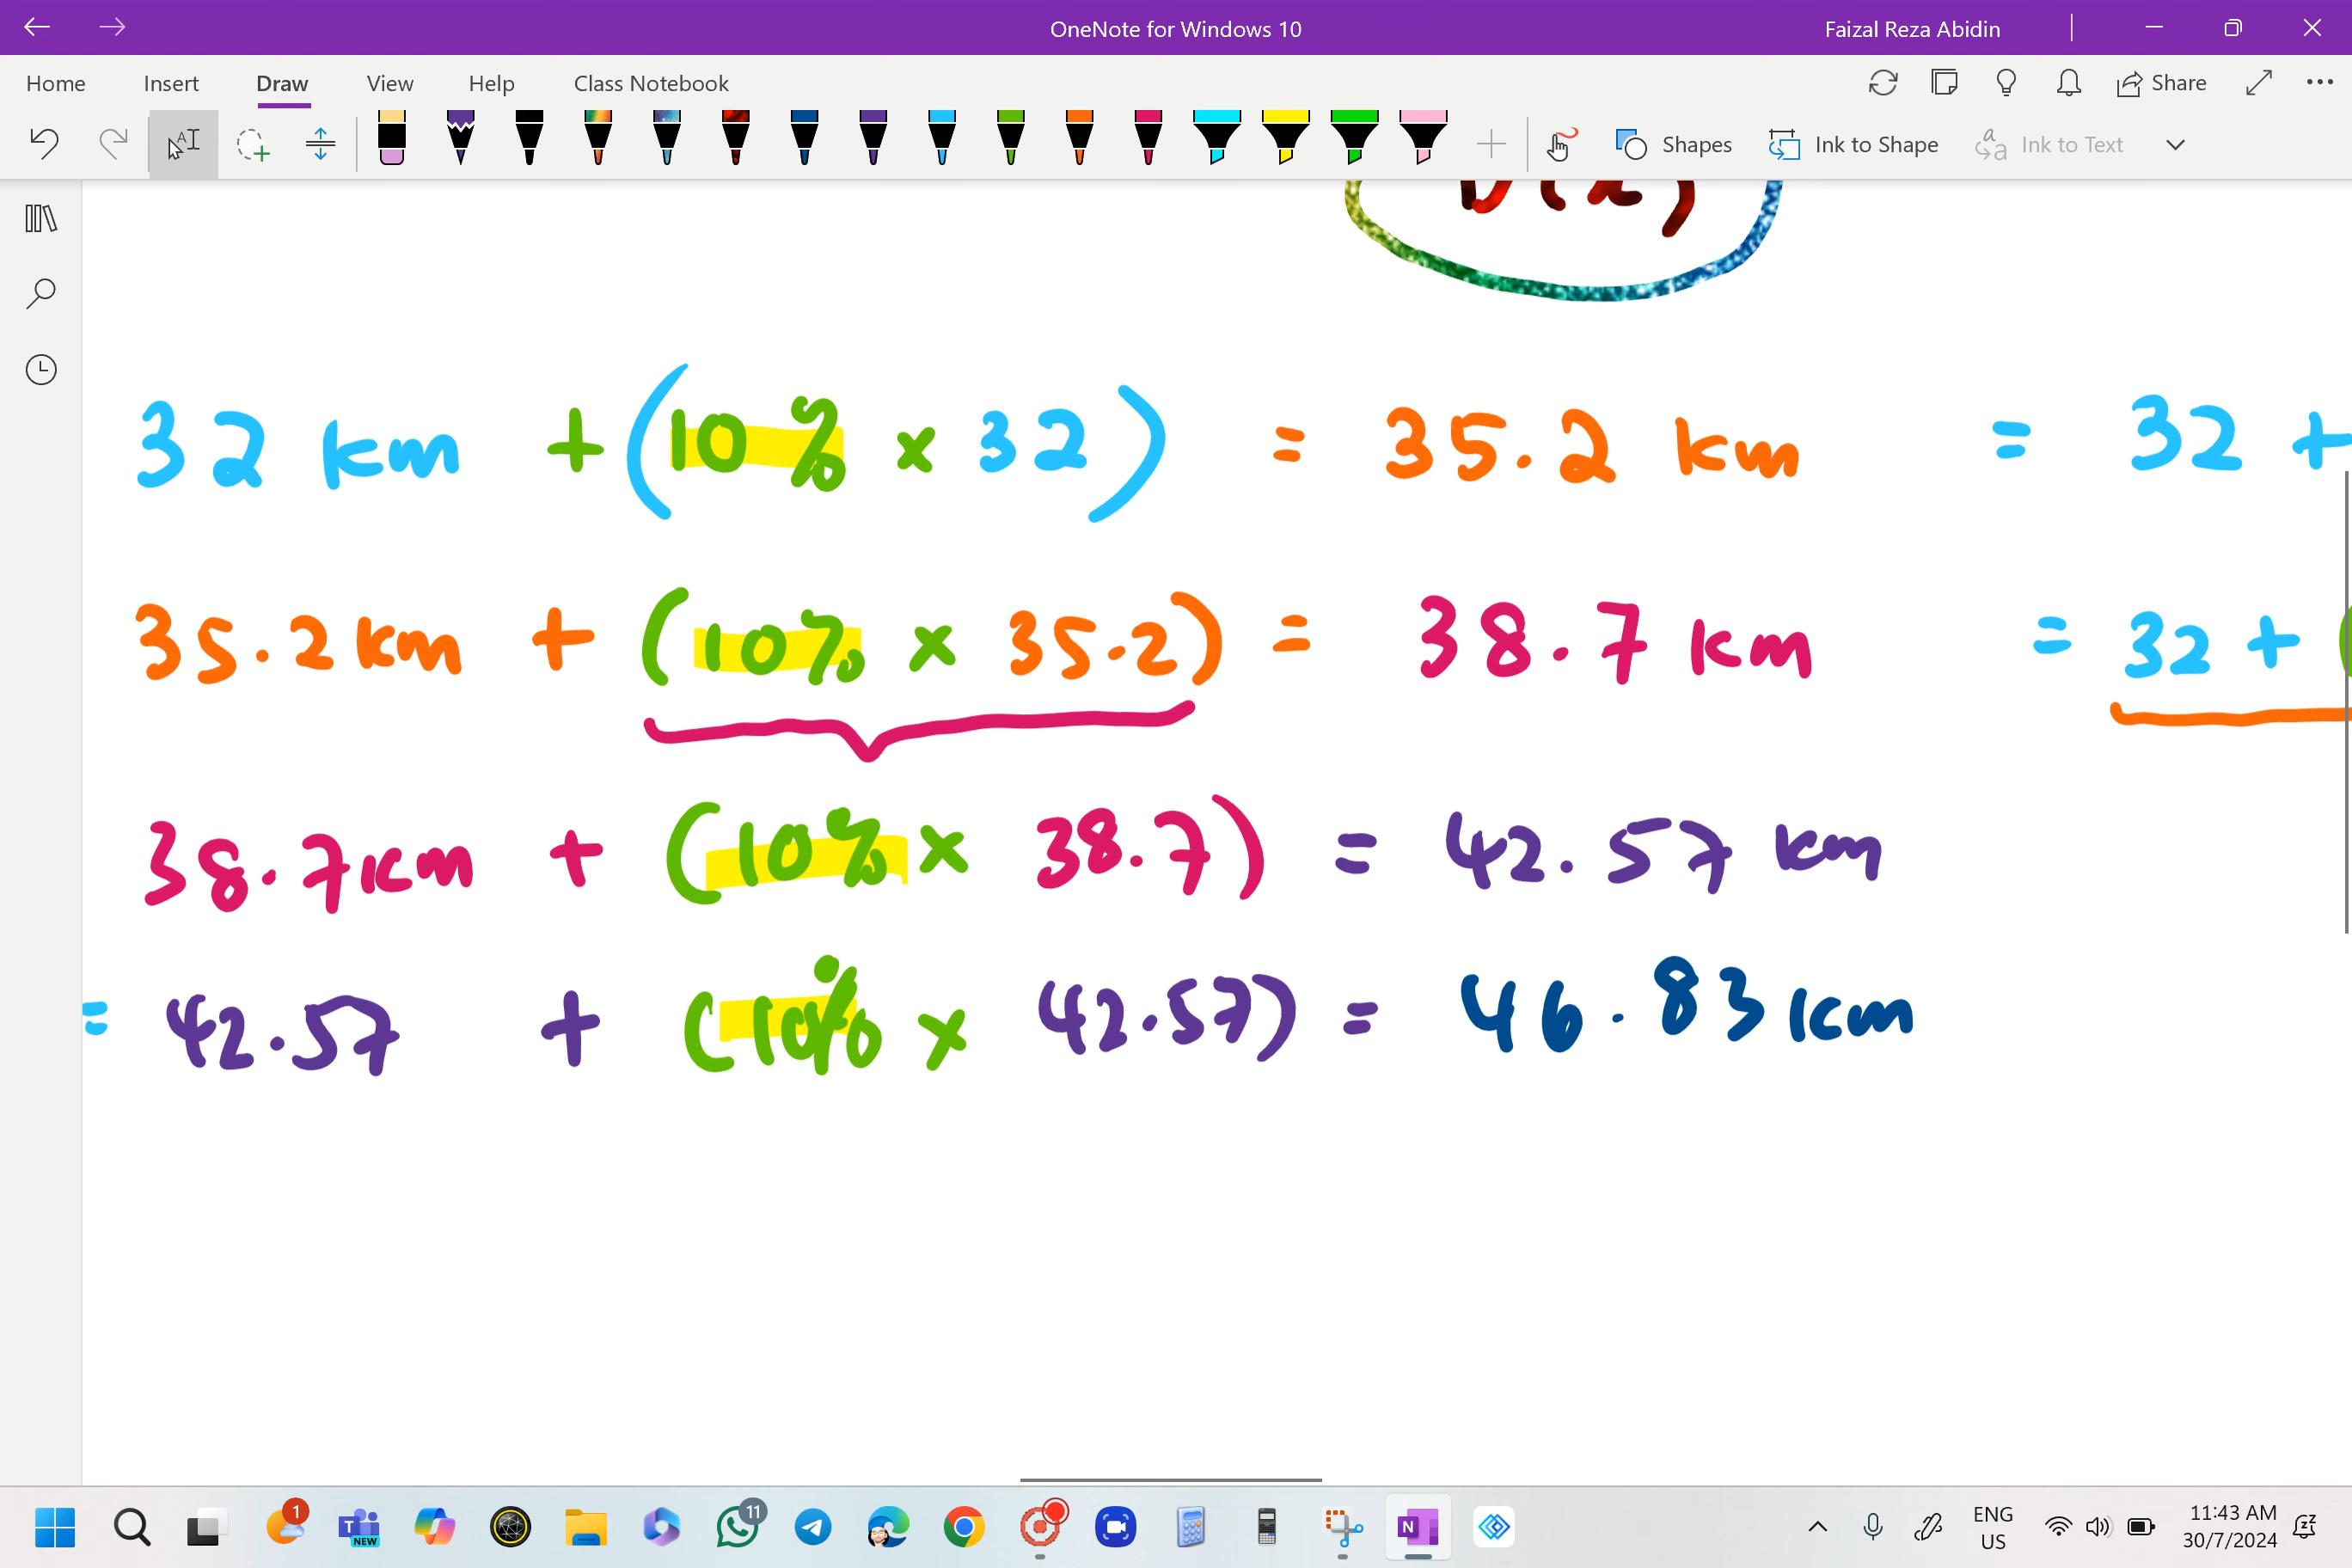 OneNote for Windows 10 Faizal Reza Abidin
Home Insert Draw View Help Class Notebook Share
Shapes Ink to Shape Ink to Text
32 km + (10% x 32) = 35.2 km = 32 +
35.2 km + (10% x 35.2) = 38.7 km = 32 + (
38.7 km + (10% x 38.7) = 42.57 km
= 42.57 + (10% x 42.57) = 46.83 km
1 NEW 11 ENG 11:43 AM
US 30/7/2024